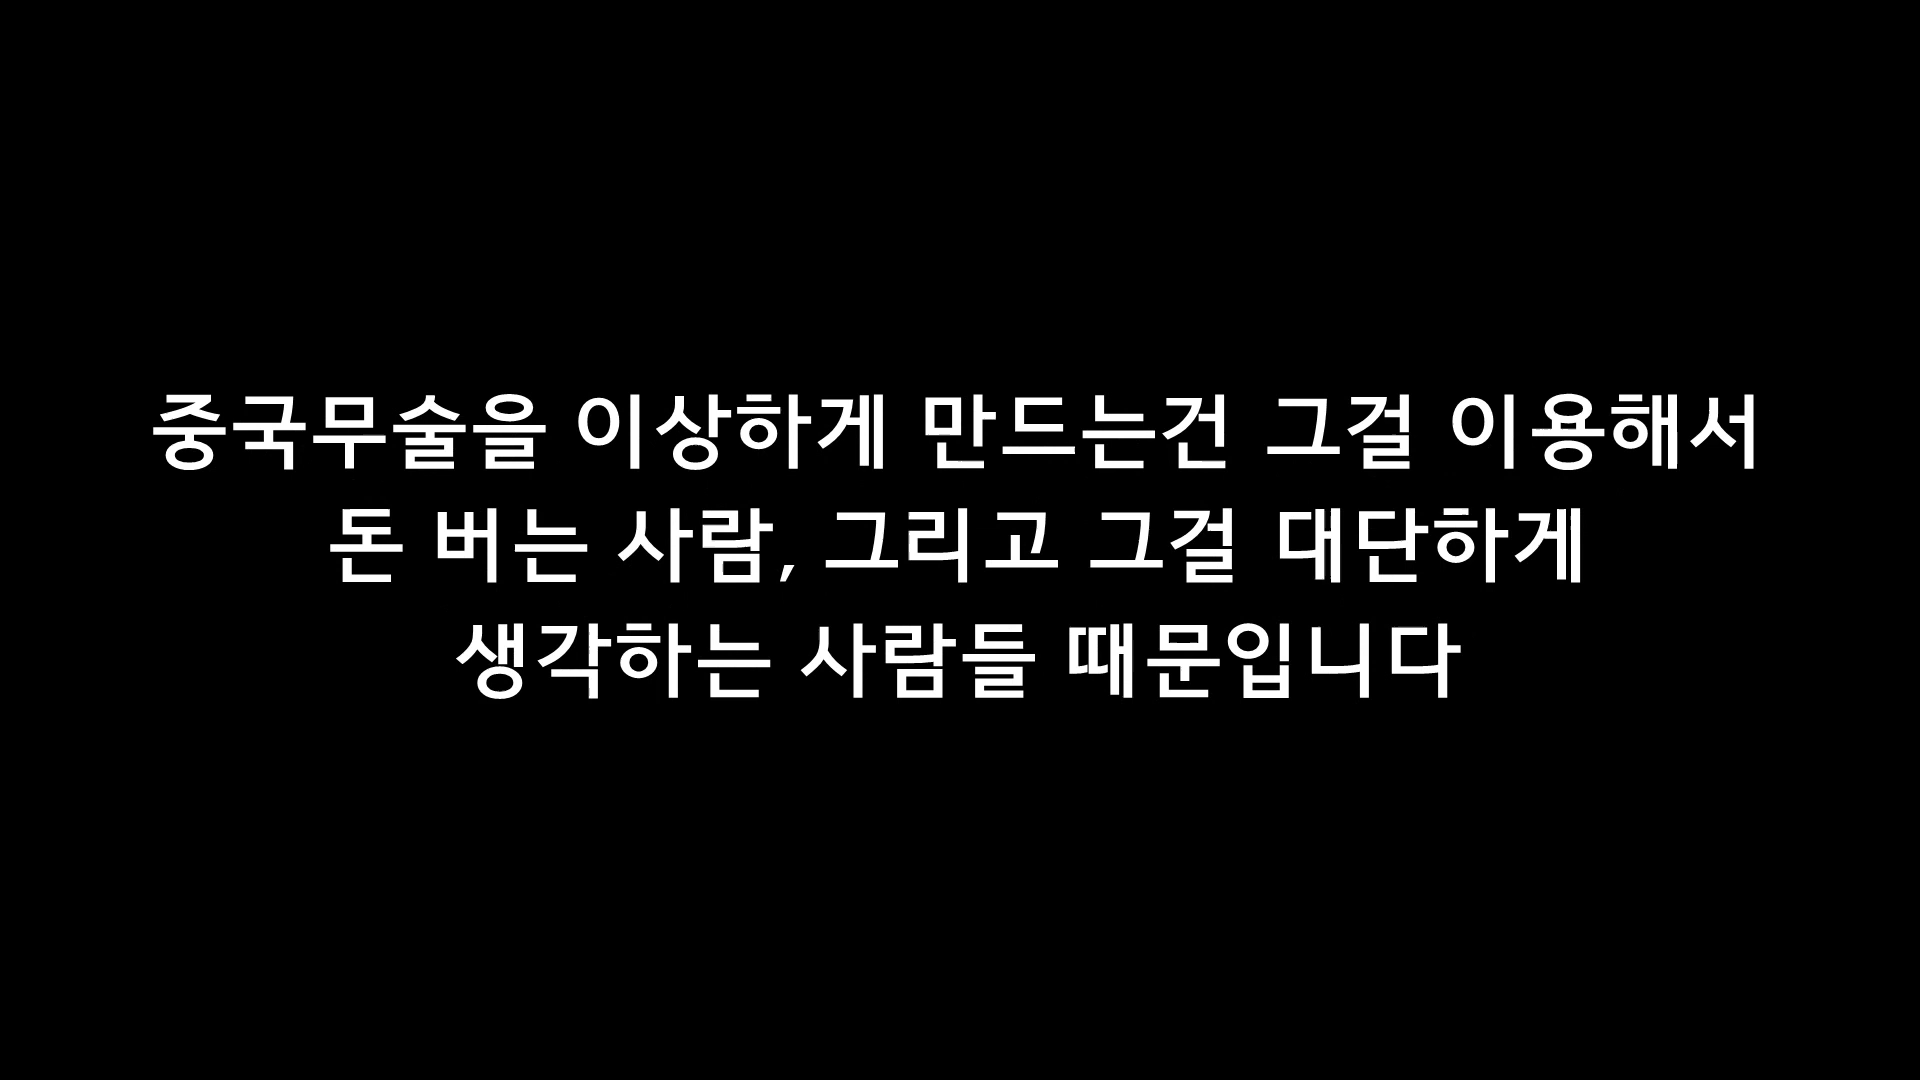 중국무술을 이상하게 만드는건 그걸 이용해서
돈 버는 사람, 그리고 그걸 대단하게
생각하는 사람들 때문입니다